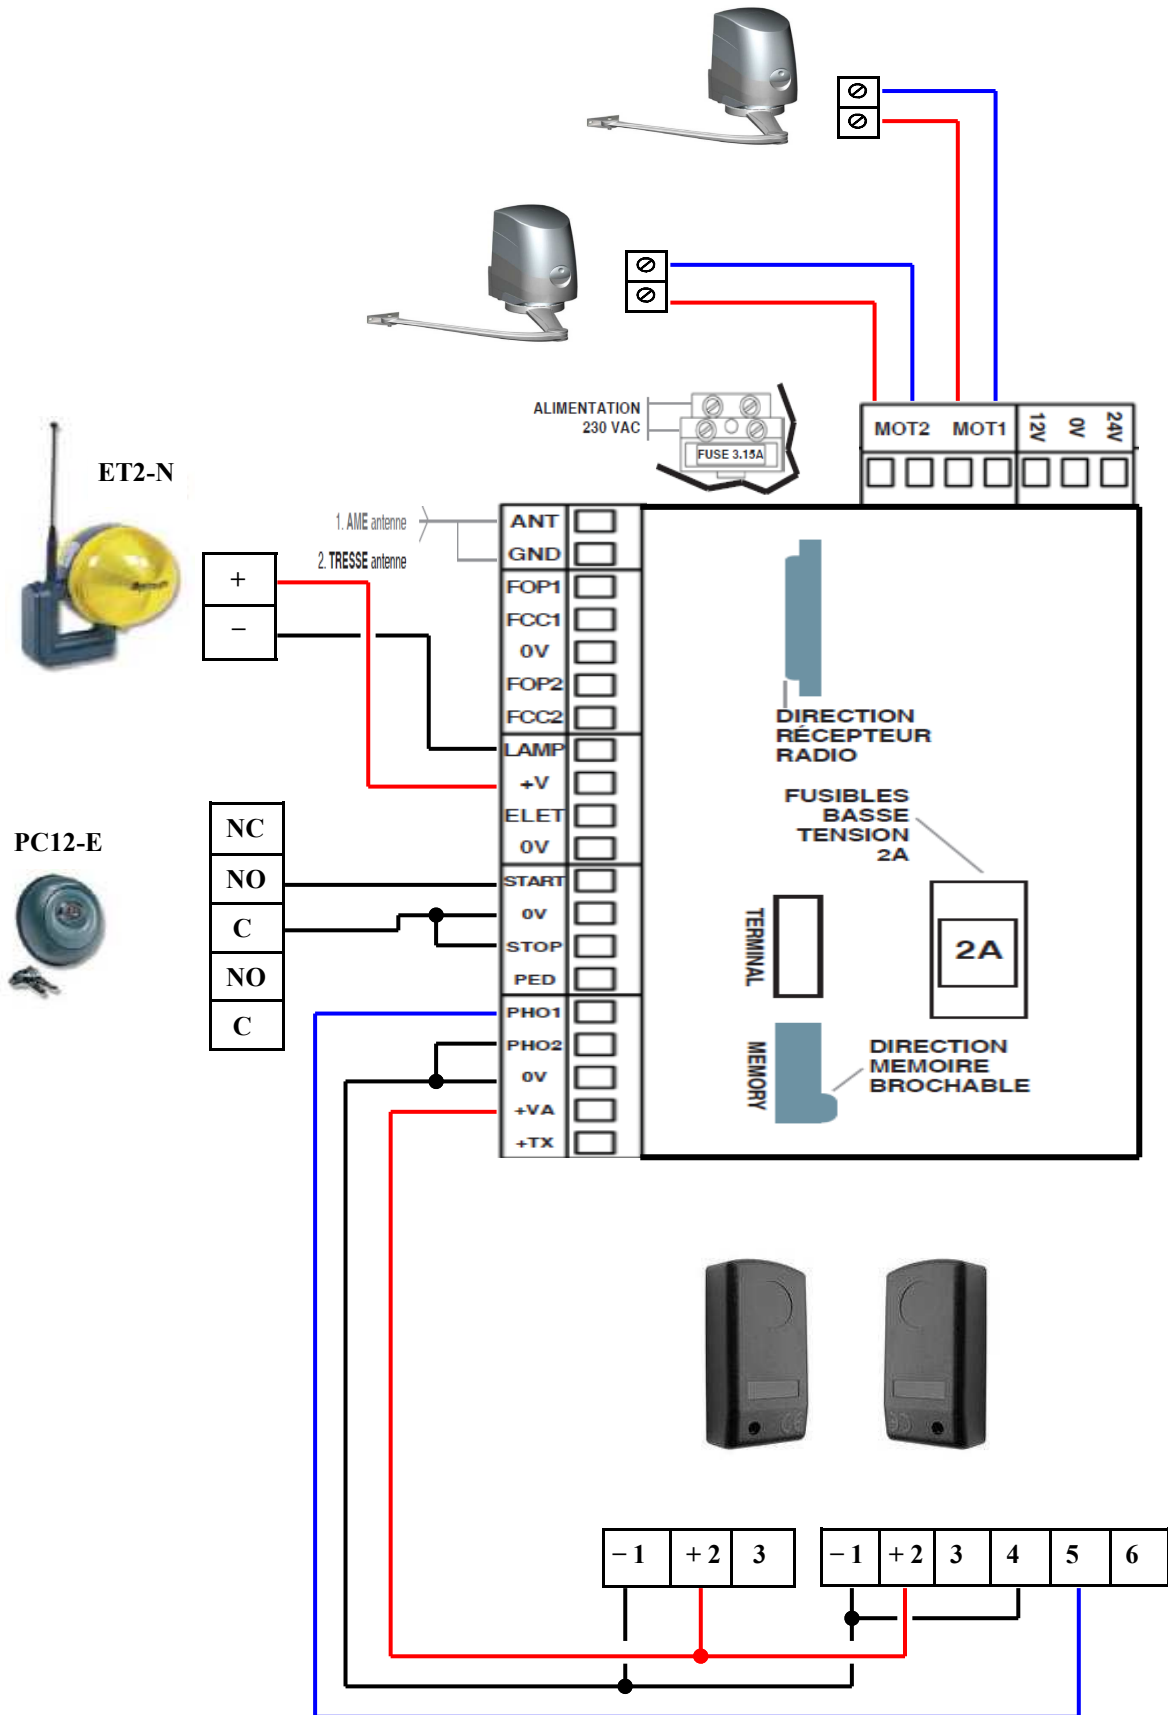 ALIMENTATION
230 VAC
FUSE 3.15A
MOT2 MOT1 12V 0V 24V
ET2-N
1. AME antenne
2. TRESSE antenne
+
−
ANT
GND
FOP1
FCC1
0V
FOP2
FCC2
LAMP
+V
ELET
0V
START
0V
STOP
PED
PHO1
PHO2
0V
+VA
+TX
DIRECTION
RÉCEPTEUR
RADIO
FUSIBLES
BASSE
TENSION
2A
TERMINAL
2A
MEMORY
DIRECTION
MEMOIRE
BROCHABLE
PC12-E
NC
NO
C
NO
C
− 1 + 2 3
− 1 + 2 3 4 5 6